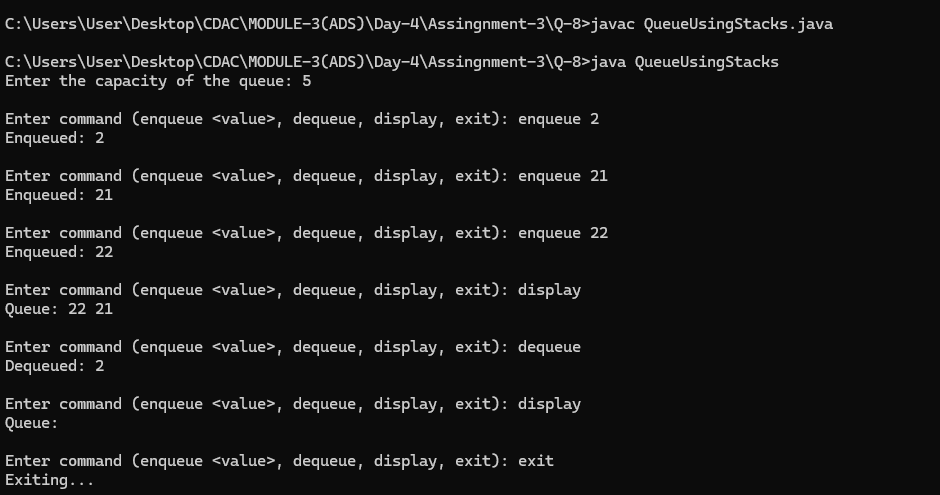 C:\Users\User\Desktop\CDAC\MODULE-3(ADS)\Day-4\Assingnment-3\Q-8>javac QueueUsingStacks.java
C:\Users\User\Desktop\CDAC\MODULE-3(ADS)\Day-4\Assingnment-3\Q-8>java QueueUsingStacks
Enter the capacity of the queue: 5
Enter command (enqueue <value>, dequeue, display, exit): enqueue 2
Enqueued: 2
Enter command (enqueue <value>, dequeue, display, exit): enqueue 21
Enqueued: 21
Enter command (enqueue <value>, dequeue, display, exit): enqueue 22
Enqueued: 22
Enter command (enqueue <value>, dequeue, display, exit): display
Queue: 22 21
Enter command (enqueue <value>, dequeue, display, exit): dequeue
Dequeued: 2
Enter command (enqueue <value>, dequeue, display, exit): display
Queue:
Enter command (enqueue <value>, dequeue, display, exit): exit
Exiting...